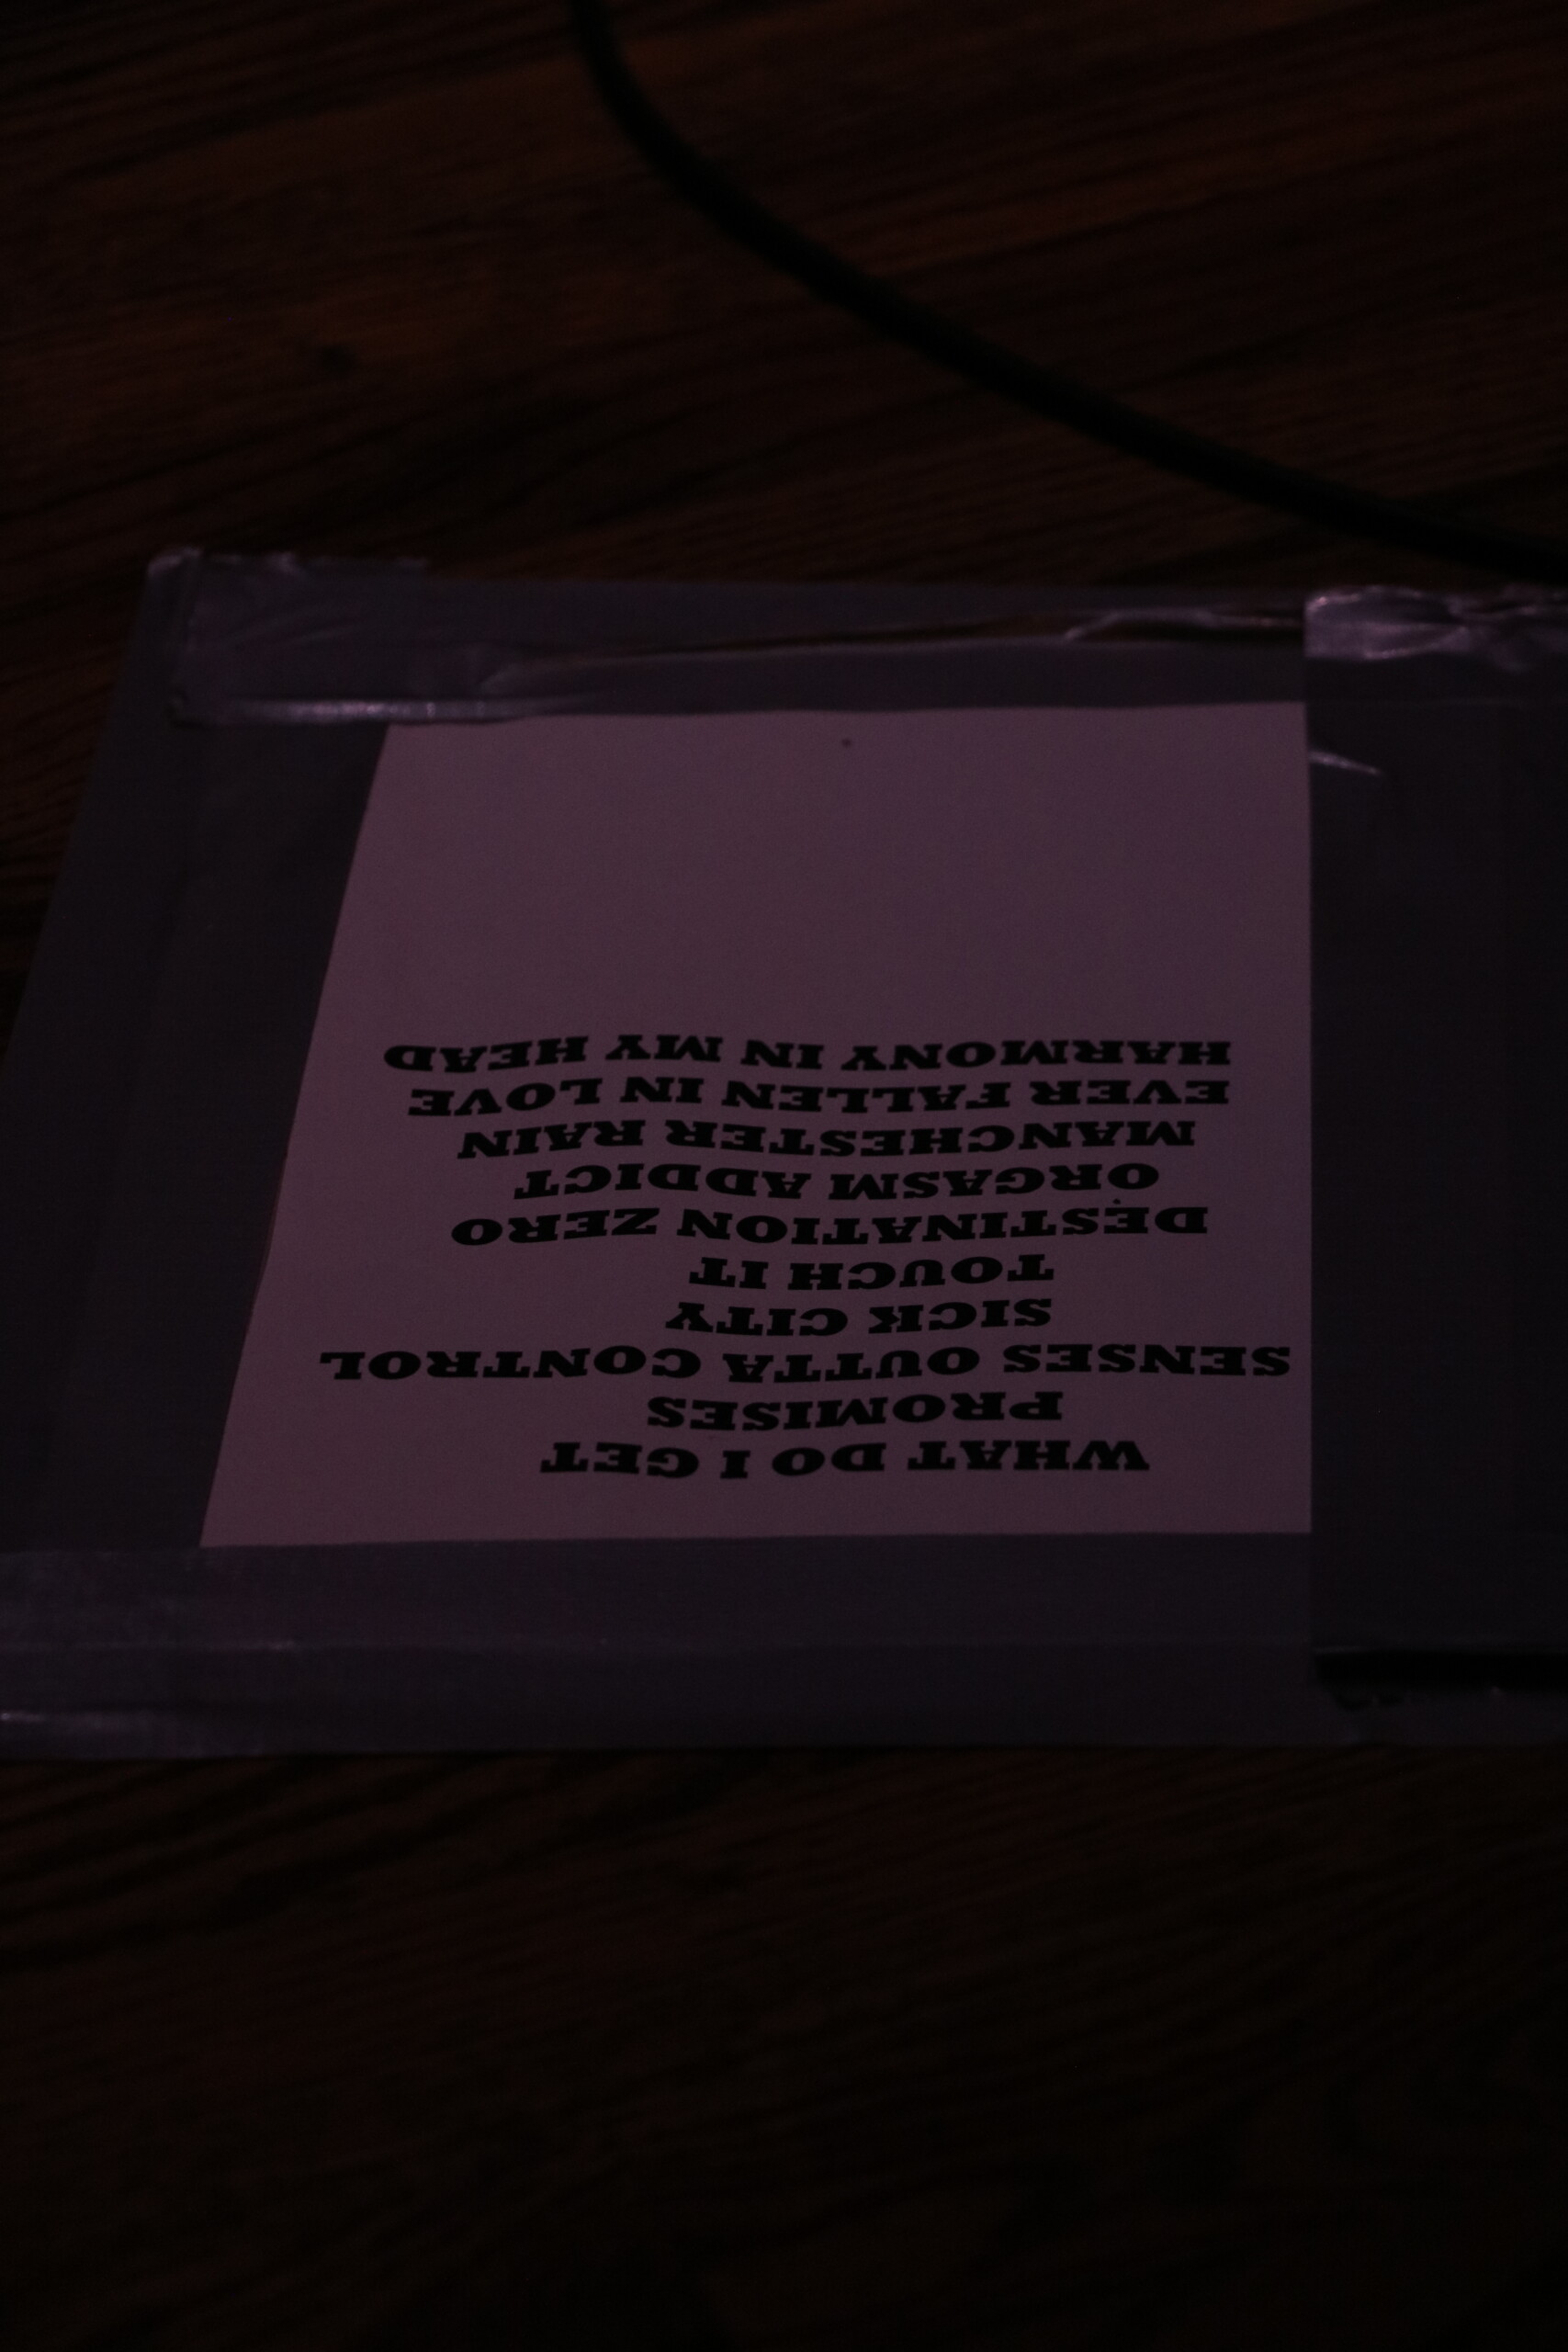 WHAT DO I GET
PROMISES
SENSES OUTTA CONTROL
SICK CITY
TOUCH IT
DESTINATION ZERO
ORGASM ADDICT
MANCHESTER RAIN
EVER FALLEN IN LOVE
HARMONY IN MY HEAD